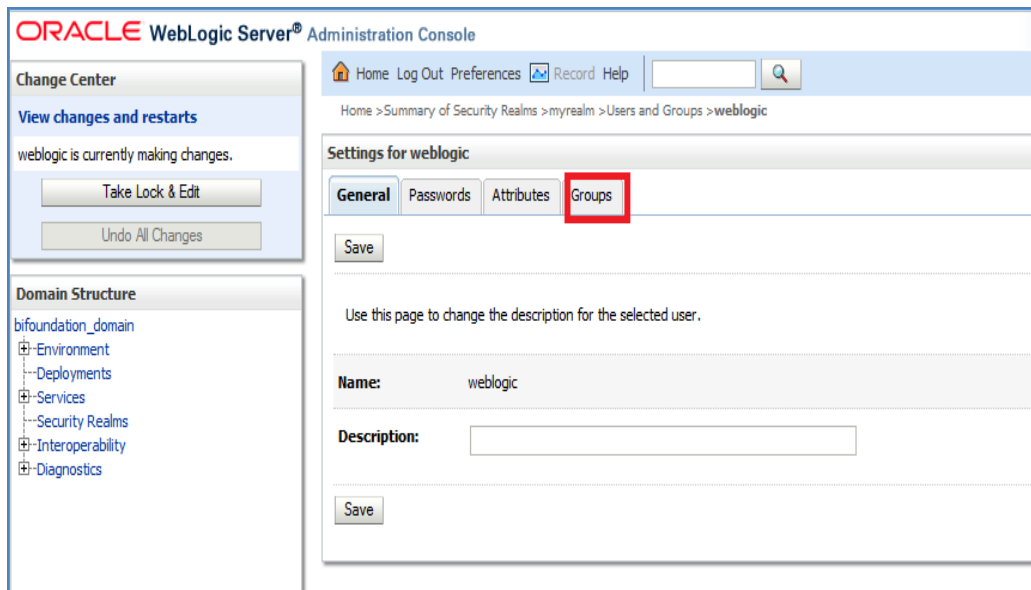 ORACLE WebLogic Server® Administration Console
Change Center
View changes and restarts
weblogic is currently making changes.
Take Lock & Edit
Undo All Changes
Domain Structure
bifoundation_domain
Environment
Deployments
Services
Security Realms
Interoperability
Diagnostics
Home Log Out Preferences Record Help
Home >Summary of Security Realms >myrealm >Users and Groups >weblogic
Settings for weblogic
General Passwords Attributes Groups
Save
Use this page to change the description for the selected user.
Name: weblogic
Description:
Save